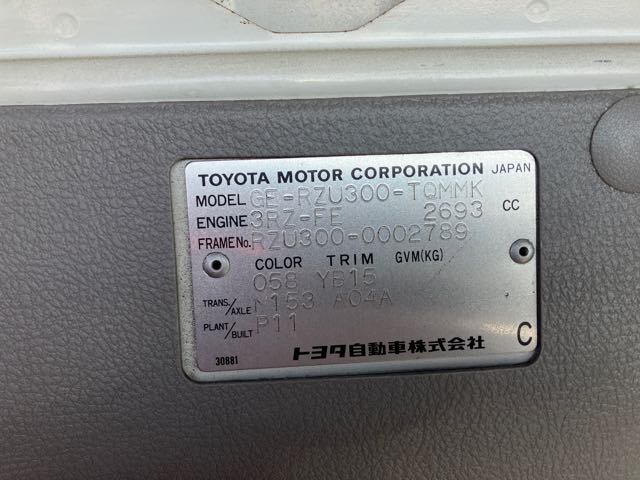 TOYOTA MOTOR CORPORATION JAPAN
MODEL GE-RZU300-TQMMK
ENGINE 3RZ-FE 2693 CC
FRAME No. RZU300-0002789
COLOR TRIM GVM(KG)
058 YB15
TRANS./AXLE M153 A04A
PLANT/BUILT P11
30881 トヨタ自動車株式会社 C